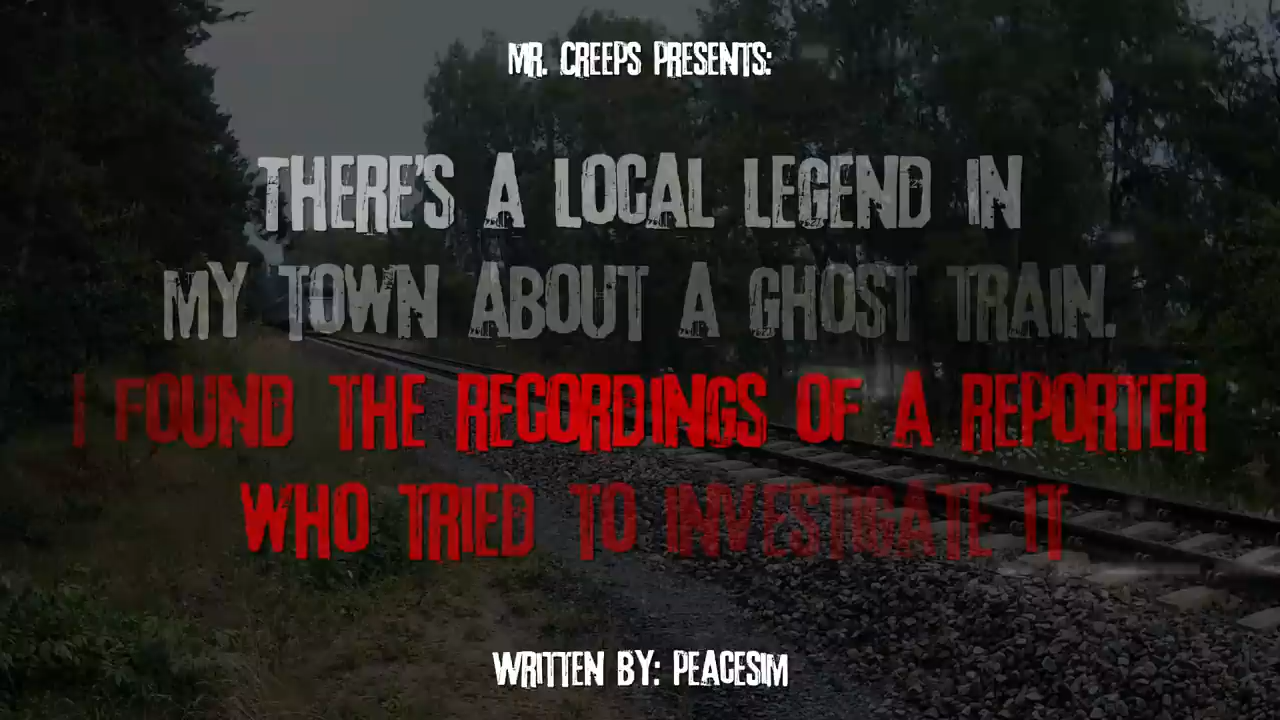 MR. CREEPS PRESENTS:
THERE'S A LOCAL LEGEND IN
MY TOWN ABOUT A GHOST TRAIN.
I FOUND THE RECORDINGS OF A REPORTER
WHO TRIED TO INVESTIGATE IT
WRITTEN BY: PEACESIM